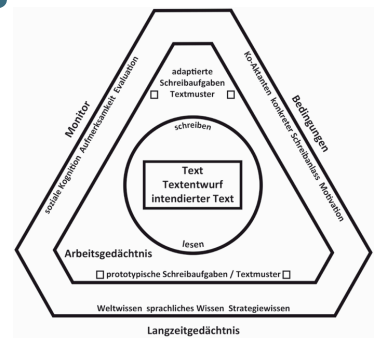 adaptierte
Schreibaufgaben
Textmuster
Monitor
soziale Kognition Aufmerksamkeit Evaluation
Bedingungen
Ko-Aktanten konkreter Schreibanlass Motivation
schreiben
Text
Textentwurf
intendierter Text
lesen
Arbeitsgedächtnis
prototypische Schreibaufgaben / Textmuster
Weltwissen sprachliches Wissen Strategiewissen
Langzeitgedächtnis